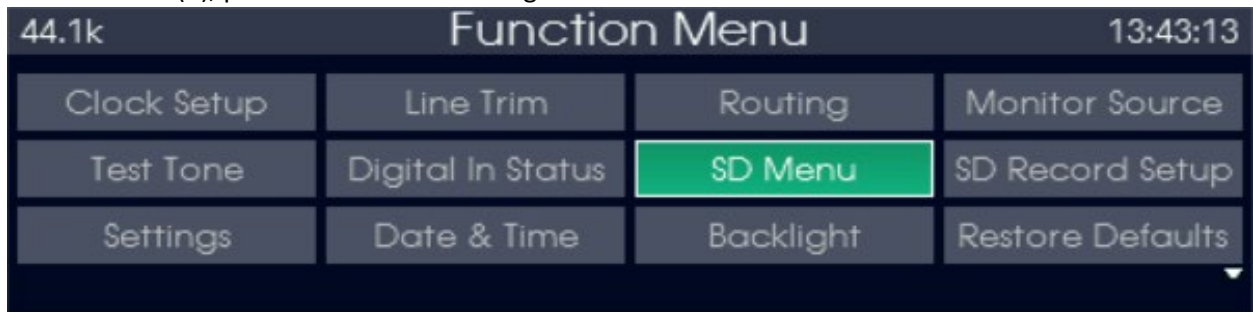 44.1k Function Menu 13:43:13
Clock Setup Line Trim Routing Monitor Source
Test Tone Digital In Status SD Menu SD Record Setup
Settings Date & Time Backlight Restore Defaults